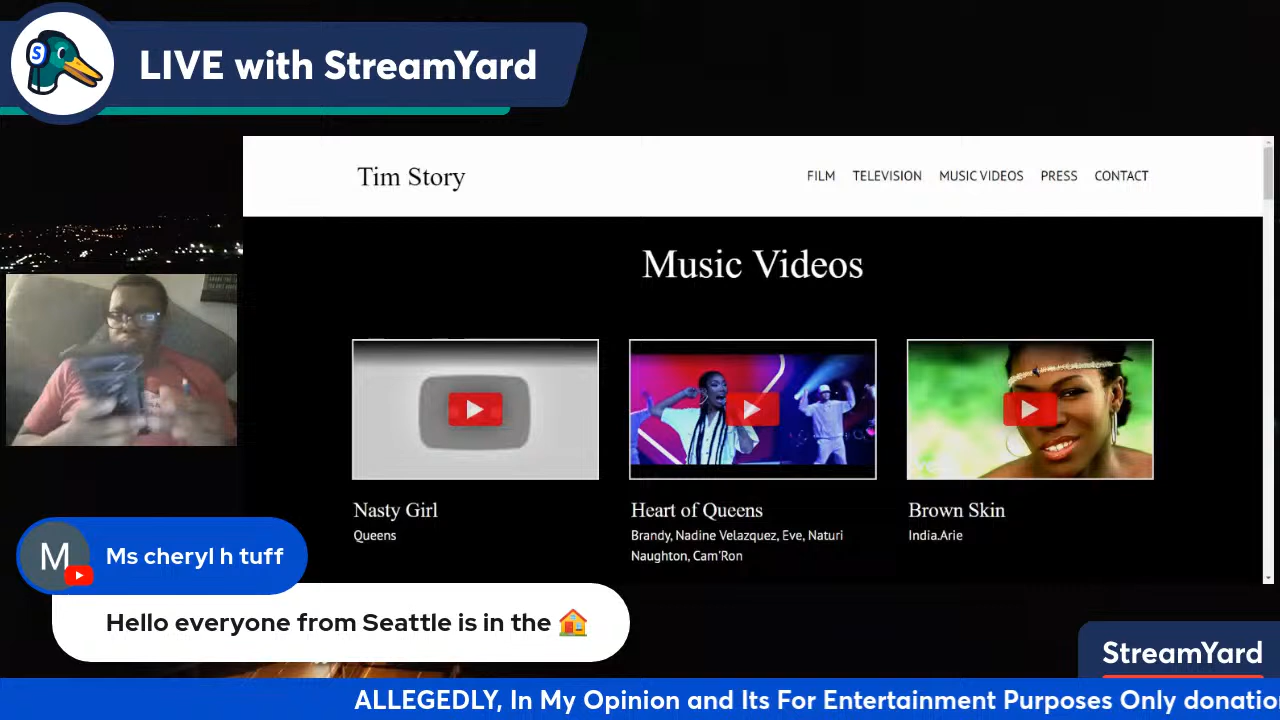 S
LIVE with StreamYard
Tim Story
FILM TELEVISION MUSIC VIDEOS PRESS CONTACT
Music Videos
Nasty Girl
Queens
Heart of Queens
Brandy, Nadine Velazquez, Eve, Naturi
Naughton, Cam'Ron
Brown Skin
India.Arie
M
Ms cheryl h tuff
Hello everyone from Seattle is in the 🏠
StreamYard
ALLEGEDLY, In My Opinion and Its For Entertainment Purposes Only donatio